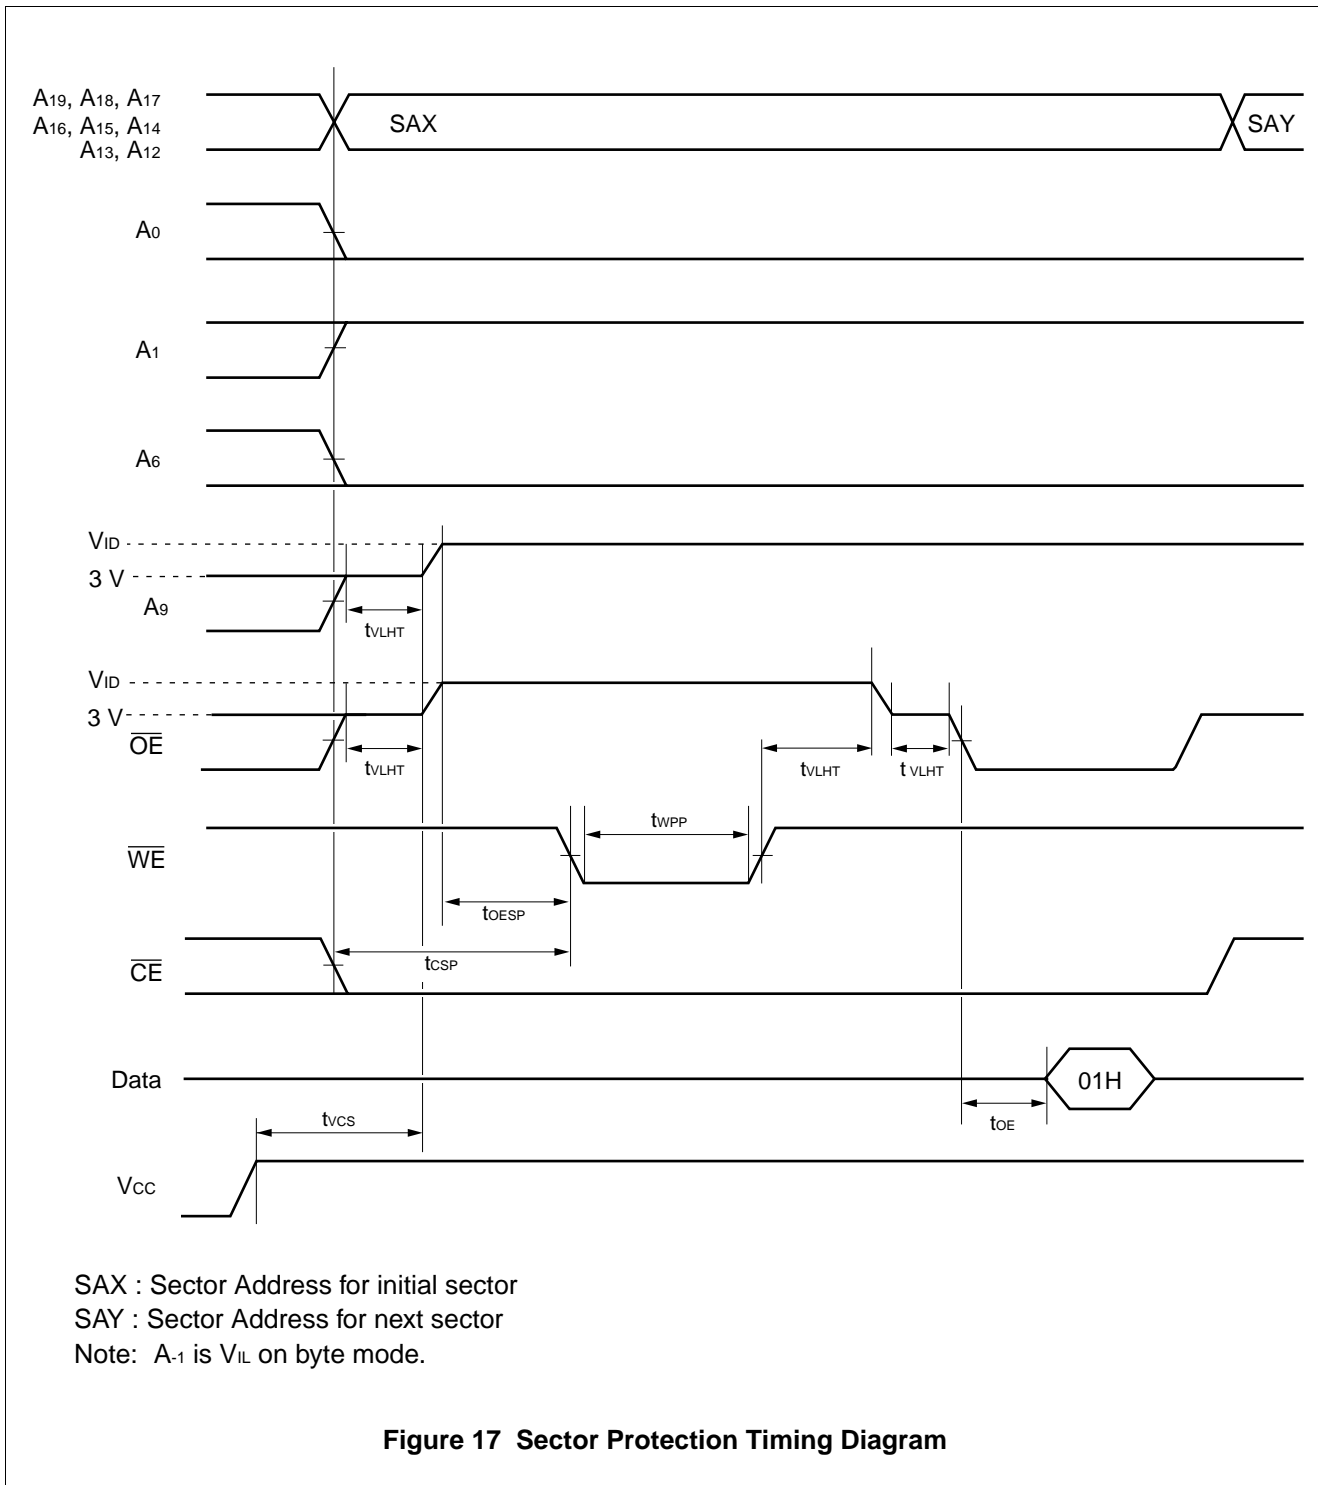 A19, A18, A17
A16, A15, A14
A13, A12
SAX
SAY
A0
A1
A6
VID
3 V
A9
tVLHT
VID
3 V
OE
tVLHT
tVLHT
tVLHT
WE
tWPP
tOESP
CE
tCSP
Data
01H
tOE
tVCS
VCC
SAX : Sector Address for initial sector
SAY : Sector Address for next sector
Note: A-1 is VIL on byte mode.
Figure 17 Sector Protection Timing Diagram